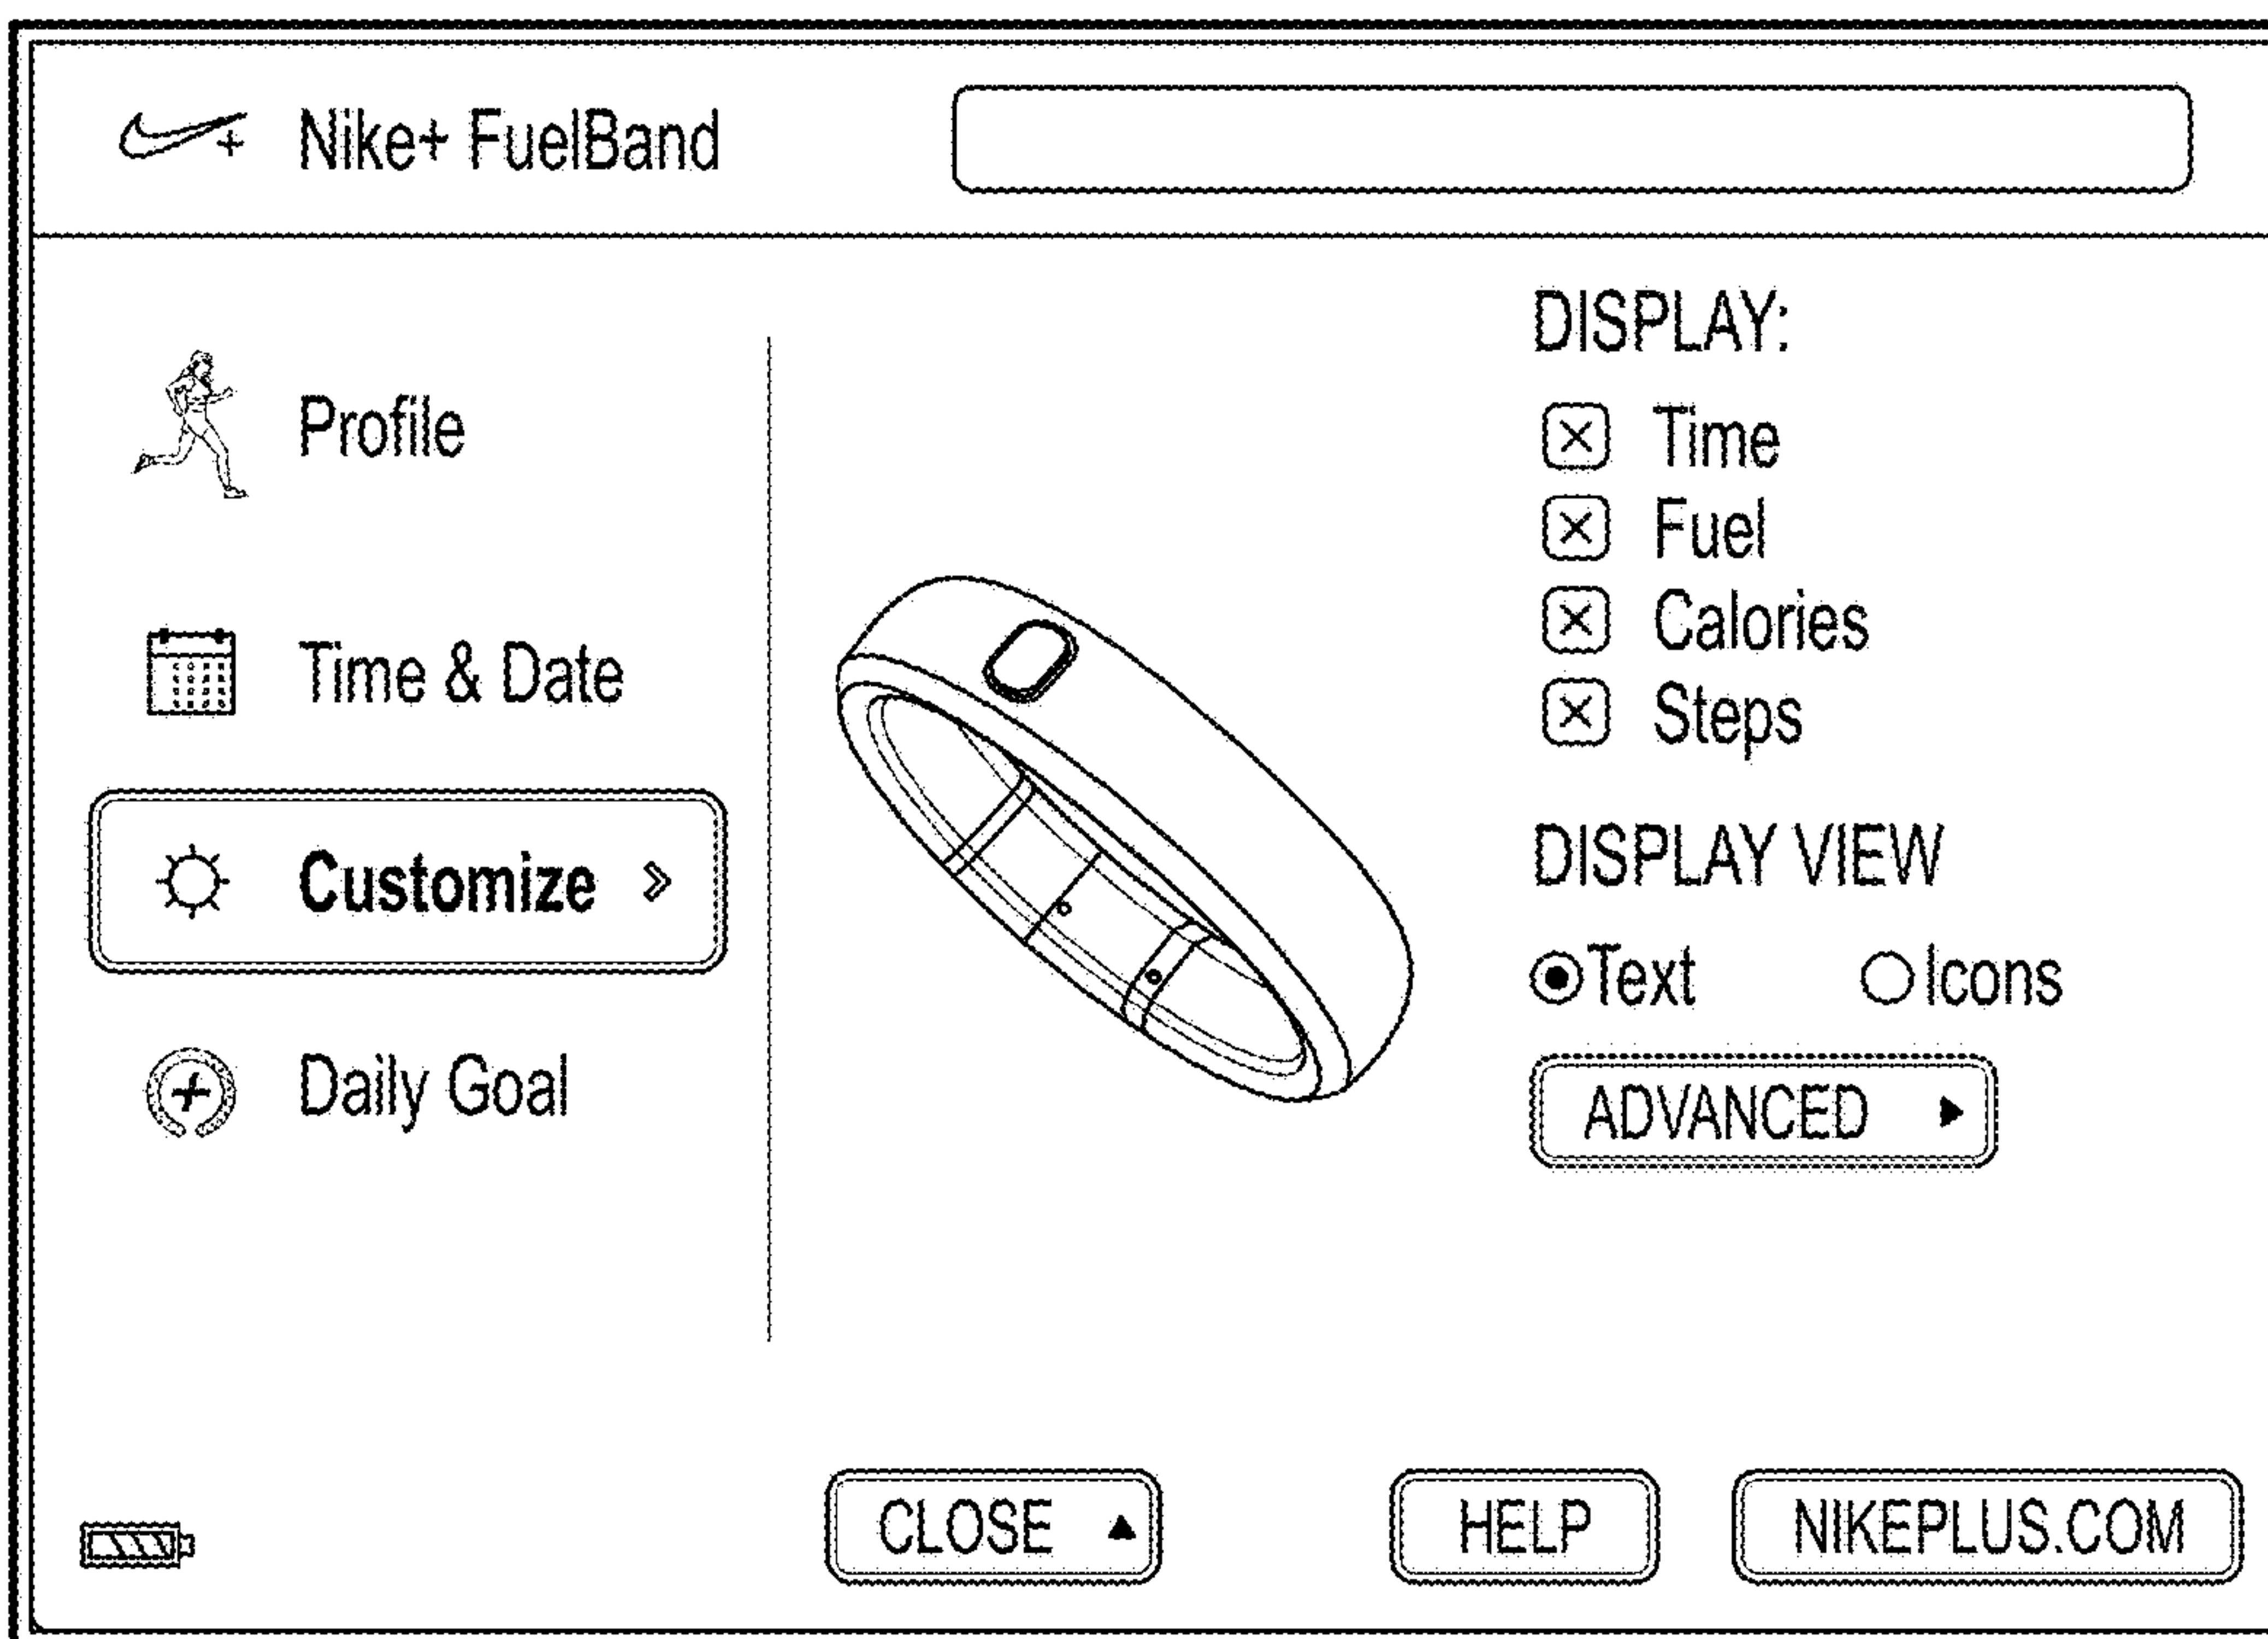 Nike+ FuelBand
Profile
Time & Date
Customize »
Daily Goal
DISPLAY:
Time
Fuel
Calories
Steps
DISPLAY VIEW
Text Icons
ADVANCED
CLOSE
HELP
NIKEPLUS.COM